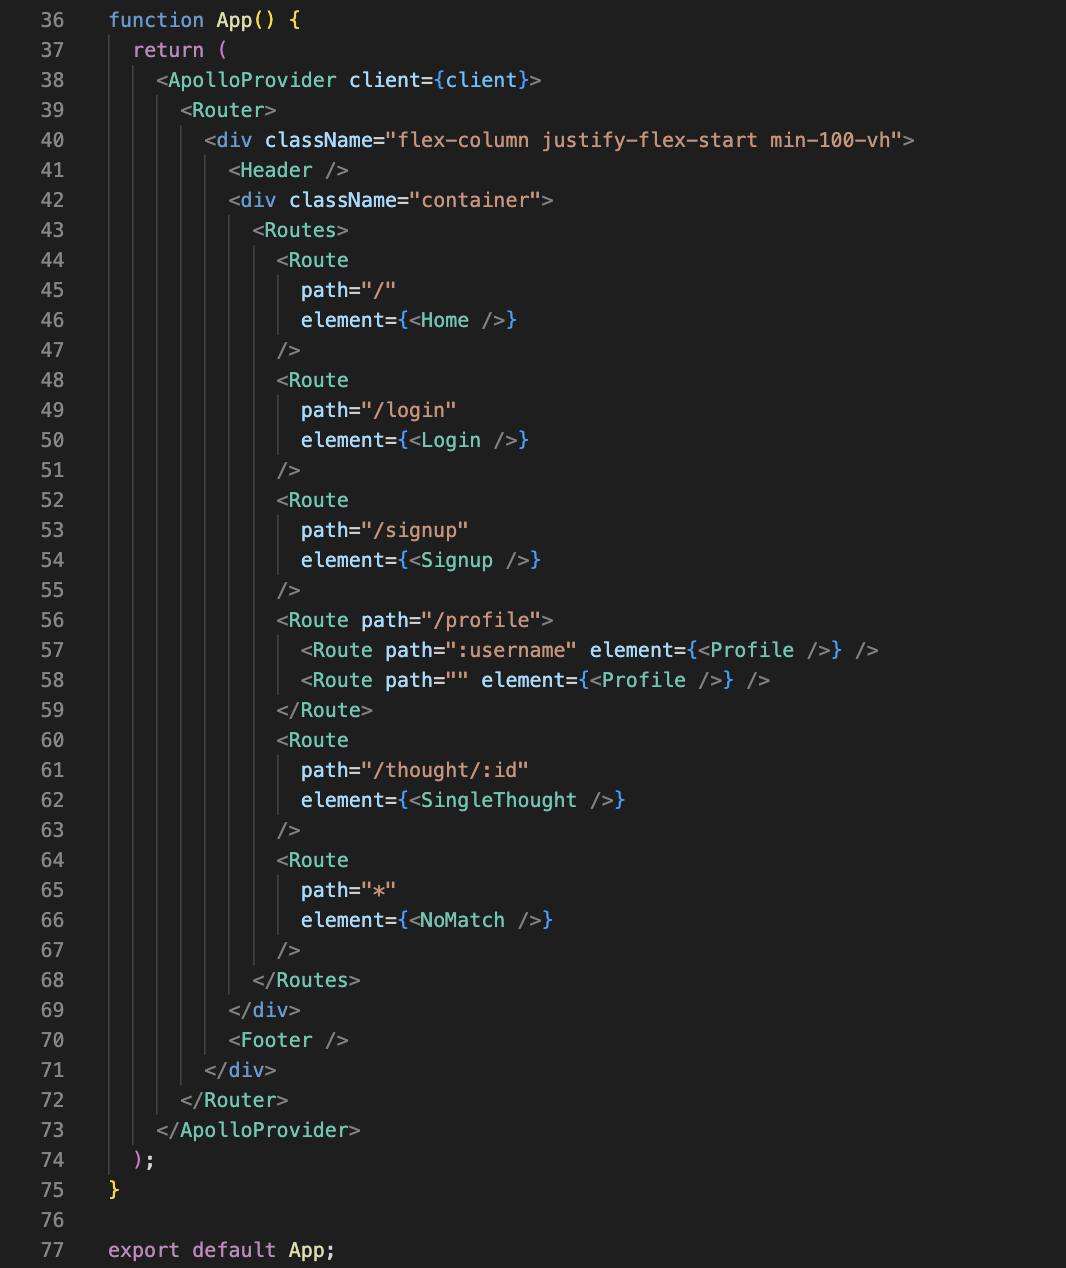 36 function App() {
37 return (
38 <ApolloProvider client={client}>
39 <Router>
40 <div className="flex-column justify-flex-start min-100-vh">
41 <Header />
42 <div className="container">
43 <Routes>
44 <Route
45 path="/"
46 element={<Home />}
47 />
48 <Route
49 path="/login"
50 element={<Login />}
51 />
52 <Route
53 path="/signup"
54 element={<Signup />}
55 />
56 <Route path="/profile">
57 <Route path=":username" element={<Profile />} />
58 <Route path="" element={<Profile />} />
59 </Route>
60 <Route
61 path="/thought/:id"
62 element={<SingleThought />}
63 />
64 <Route
65 path="*"
66 element={<NoMatch />}
67 />
68 </Routes>
69 </div>
70 <Footer />
71 </div>
72 </Router>
73 </ApolloProvider>
74 );
75 }
76
77 export default App;